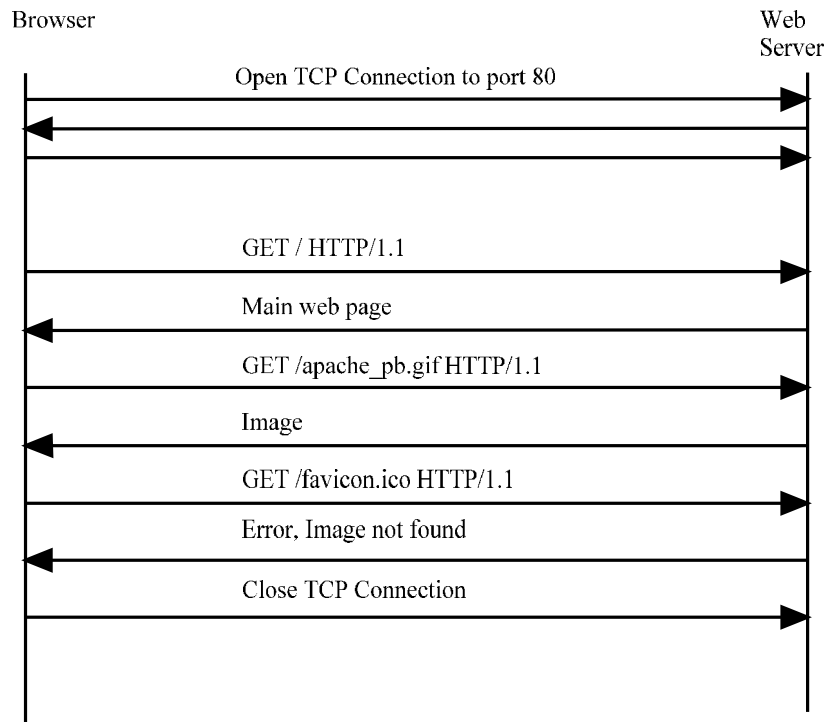 Browser
Web
Server
Open TCP Connection to port 80
GET / HTTP/1.1
Main web page
GET /apache_pb.gif HTTP/1.1
Image
GET /favicon.ico HTTP/1.1
Error, Image not found
Close TCP Connection